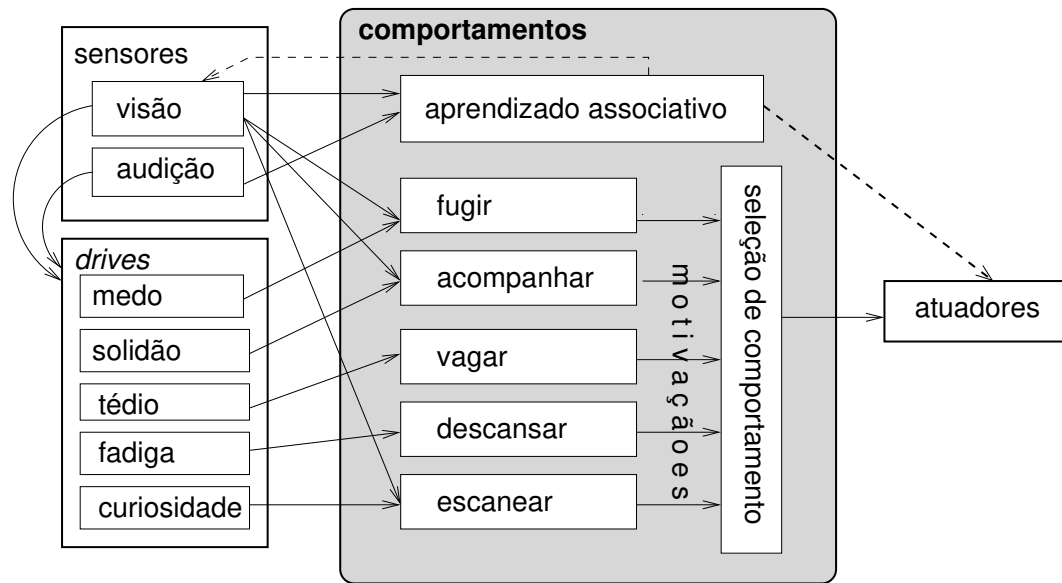 comportamentos
sensores
visão
audição
aprendizado associativo
drives
medo
solidão
tédio
fadiga
curiosidade
fugir
acompanhar
vagar
descansar
escanear
motivaçãoes
seleção de comportamento
atuadores